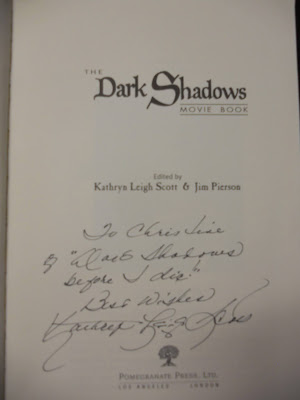 THE
Dark Shadows
MOVIE BOOK
Edited by
Kathryn Leigh Scott & Jim Pierson
To Christine
of "Dark Shadows
before I die"
Best Wishes
Kathryn Leigh Scott
POMEGRANATE PRESS, LTD.
LOS ANGELES LONDON